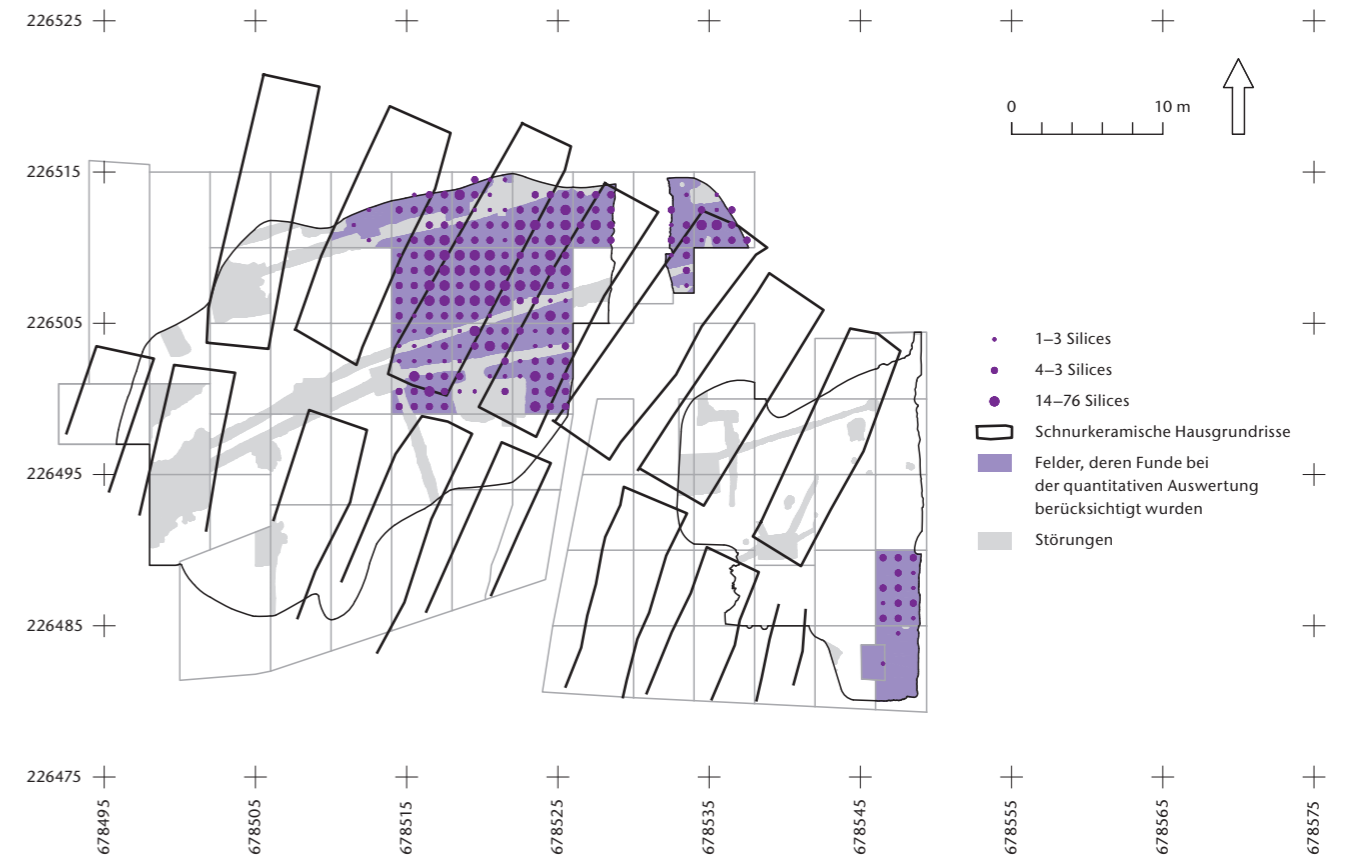 226525
0 10 m
226515
226505
1–3 Silices
4–3 Silices
14–76 Silices
Schnurkeramische Hausgrundrisse
Felder, deren Funde bei
der quantitativen Auswertung
berücksichtigt wurden
226495
Störungen
226485
226475
678495
678505
678515
678525
678535
678545
678555
678565
678575